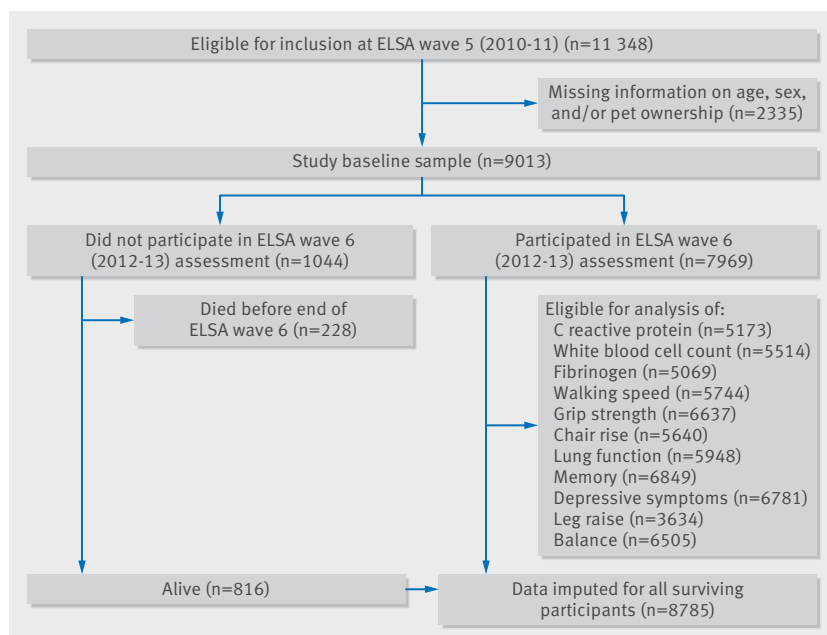 Eligible for inclusion at ELSA wave 5 (2010-11) (n=11 348)
Missing information on age, sex,
and/or pet ownership (n=2335)
Study baseline sample (n=9013)
Did not participate in ELSA wave 6
(2012-13) assessment (n=1044)
Participated in ELSA wave 6
(2012-13) assessment (n=7969)
Died before end of
ELSA wave 6 (n=228)
Eligible for analysis of:
C reactive protein (n=5173)
White blood cell count (n=5514)
Fibrinogen (n=5069)
Walking speed (n=5744)
Grip strength (n=6637)
Chair rise (n=5640)
Lung function (n=5948)
Memory (n=6849)
Depressive symptoms (n=6781)
Leg raise (n=3634)
Balance (n=6505)
Alive (n=816)
Data imputed for all surviving
participants (n=8785)